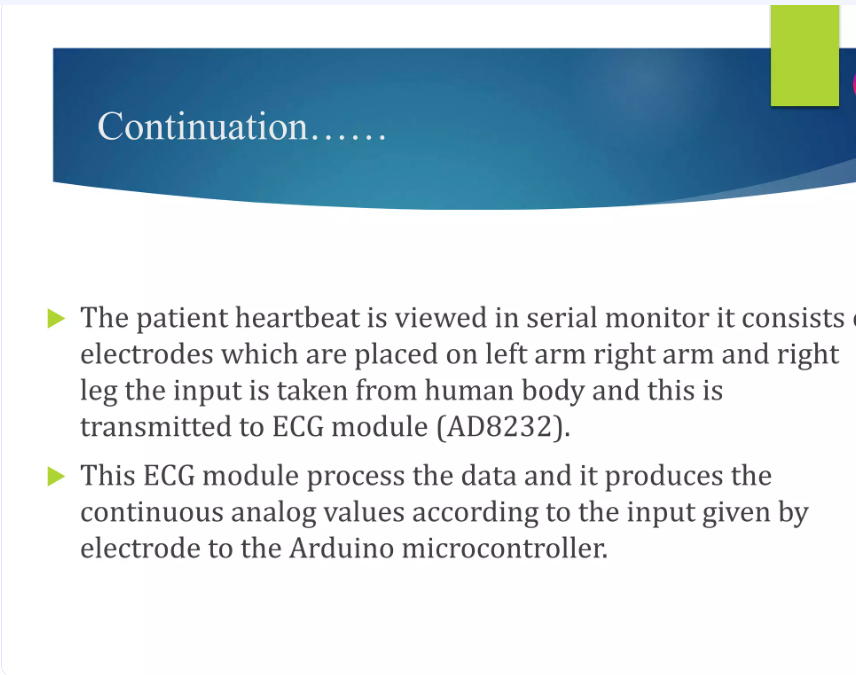 Continuation......
The patient heartbeat is viewed in serial monitor it consists
electrodes which are placed on left arm right arm and right
leg the input is taken from human body and this is
transmitted to ECG module (AD8232).
This ECG module process the data and it produces the
continuous analog values according to the input given by
electrode to the Arduino microcontroller.